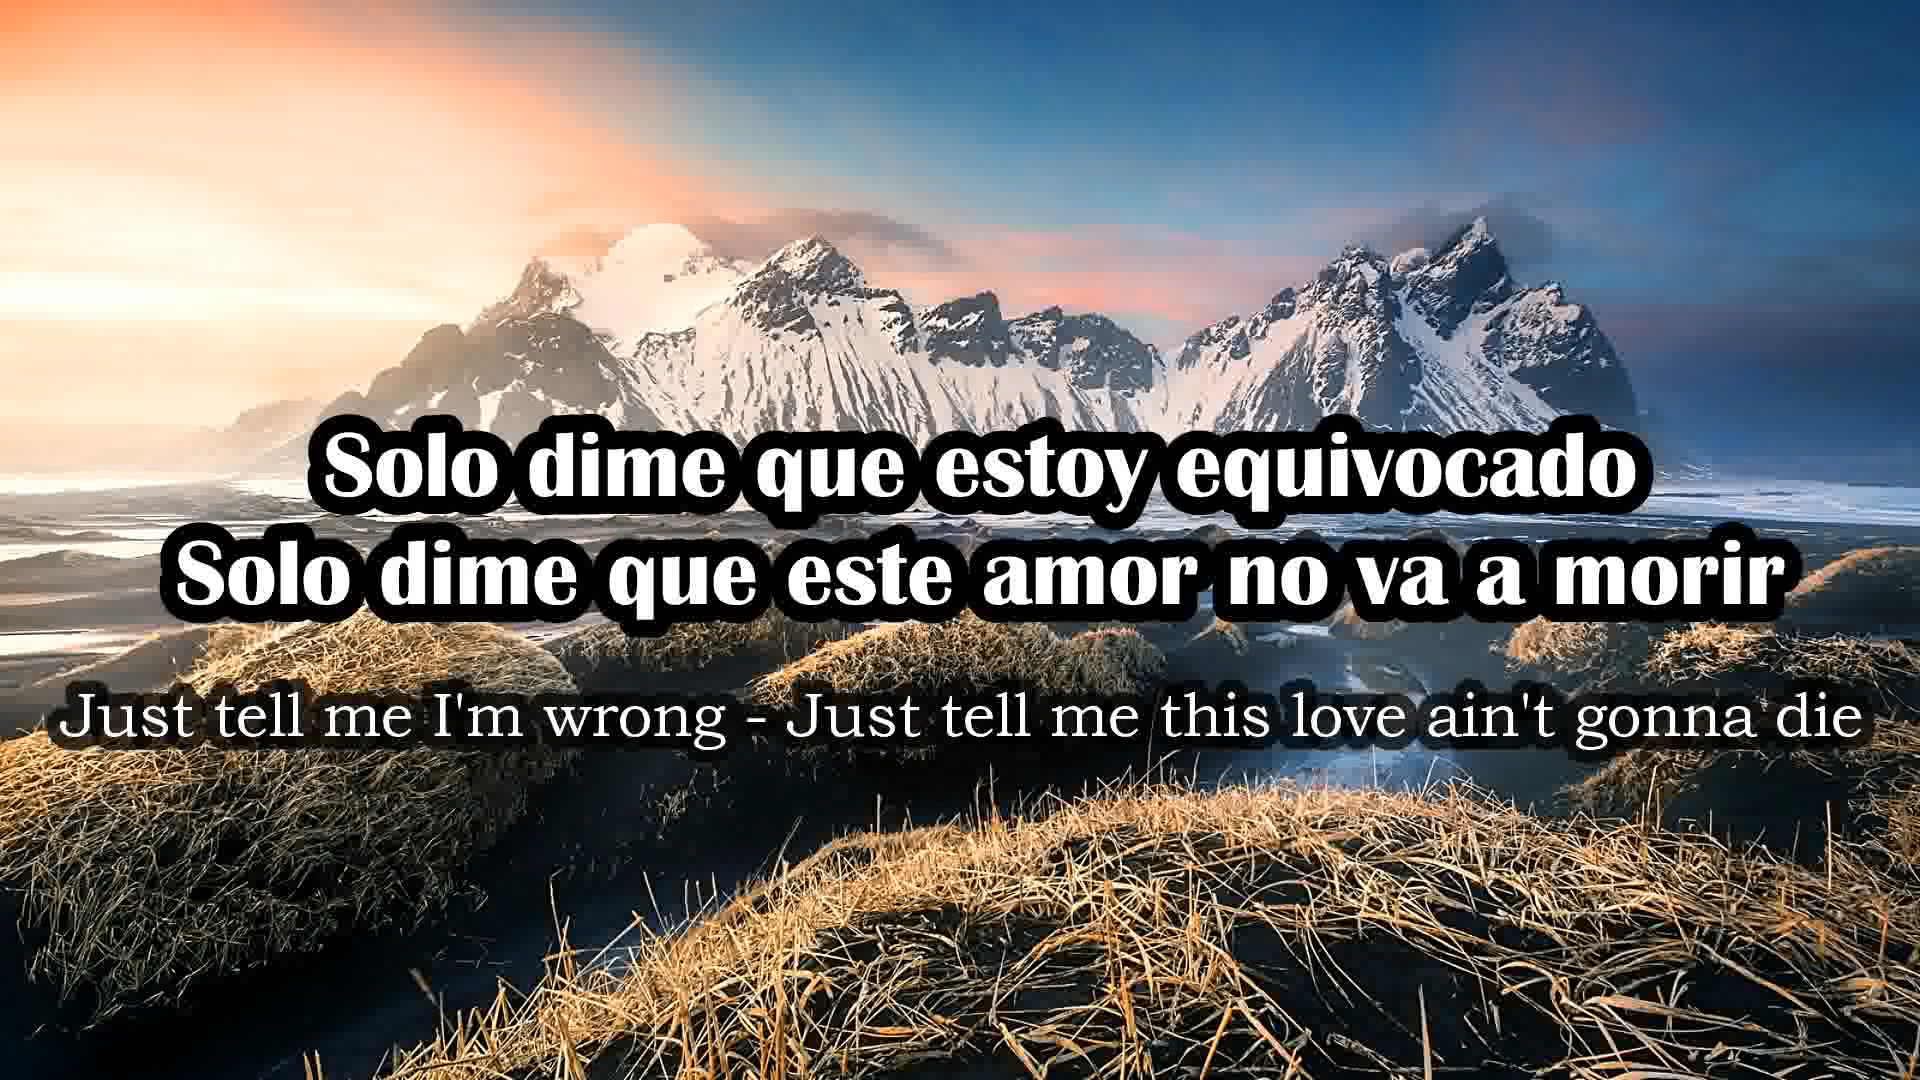 Solo dime que estoy equivocado
Solo dime que este amor no va a morir
Just tell me I'm wrong - Just tell me this love ain't gonna die